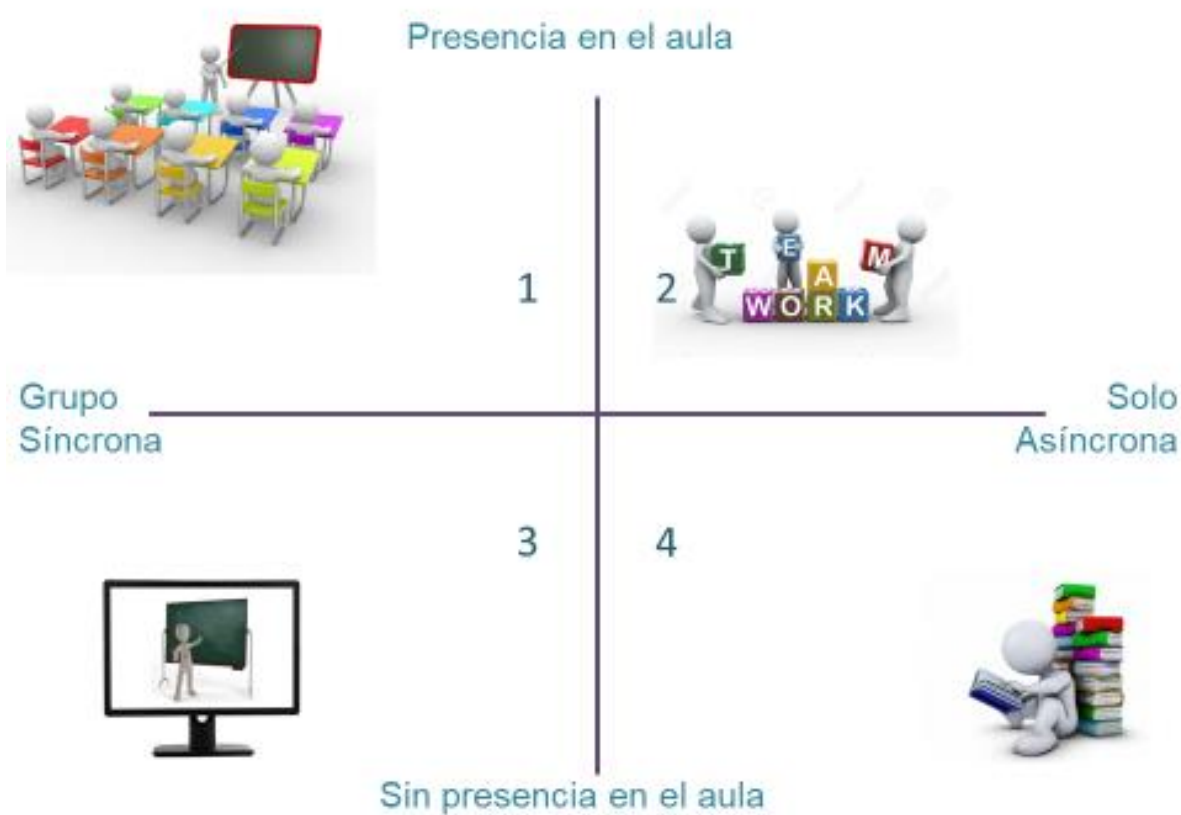 Presencia en el aula
T E A M
WORK
1
2
Grupo
Síncrona
Solo
Asíncrona
3
4
Sin presencia en el aula